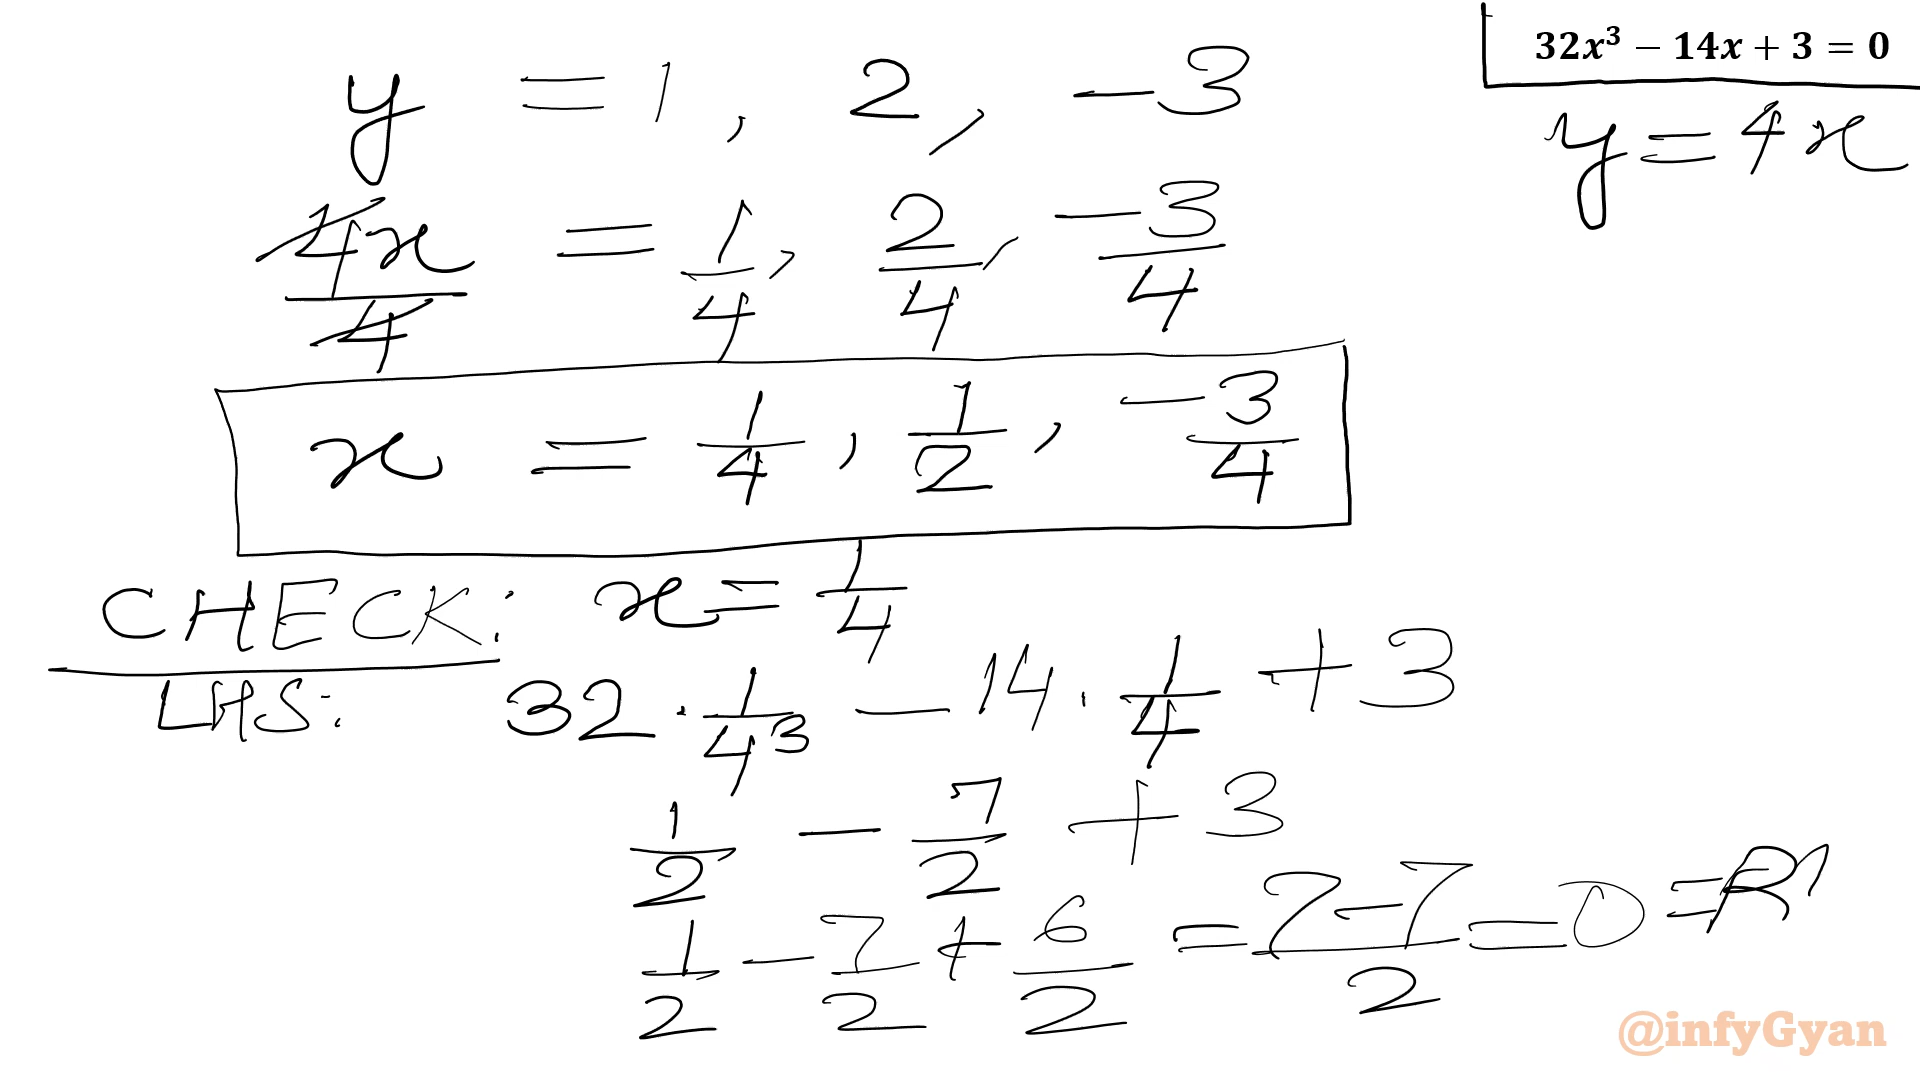 32x³ − 14x + 3 = 0
y = 4x
y = 1, 2, −3
4x/4 = 1/4, 2/4, −3/4
x = 1/4, 1/2, −3/4
CHECK: x = 1/4
LHS: 32 · 1/4³ − 14 · 1/4 + 3
1/2 − 7/2 + 3
1/2 − 7/2 + 6/2 = 7−7/2 = 0 =
@infyGyan